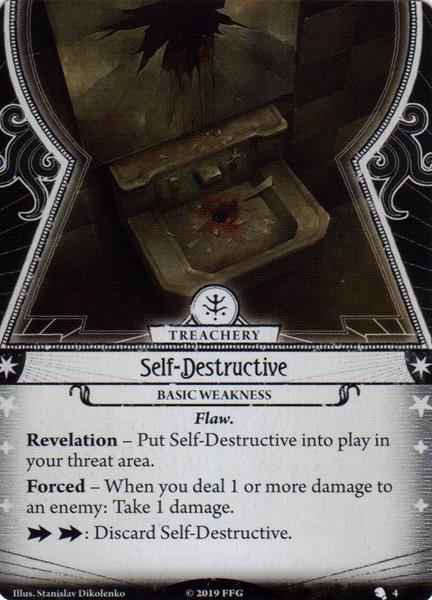 TREACHERY
Self-Destructive
BASIC WEAKNESS
Flaw.
Revelation – Put Self-Destructive into play in
your threat area.
Forced – When you deal 1 or more damage to
an enemy: Take 1 damage.
: Discard Self-Destructive.
Illus. Stanislav Dikolenko © 2019 FFG 4